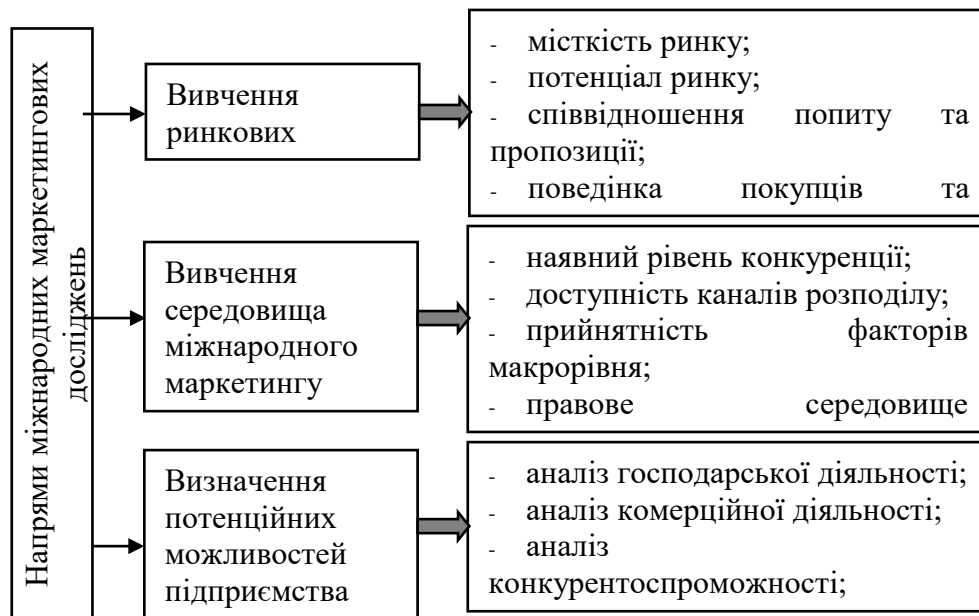 Напрями міжнародних маркетингових
досліджень
Вивчення
ринкових
- місткість ринку;
- потенціал ринку;
- співвідношення попиту та
пропозиції;
- поведінка покупців та
Вивчення
середовища
міжнародного
маркетингу
- наявний рівень конкуренції;
- доступність каналів розподілу;
- прийнятність факторів
макрорівня;
- правове середовище
Визначення
потенційних
можливостей
підприємства
- аналіз господарської діяльності;
- аналіз комерційної діяльності;
- аналіз
конкурентоспроможності;